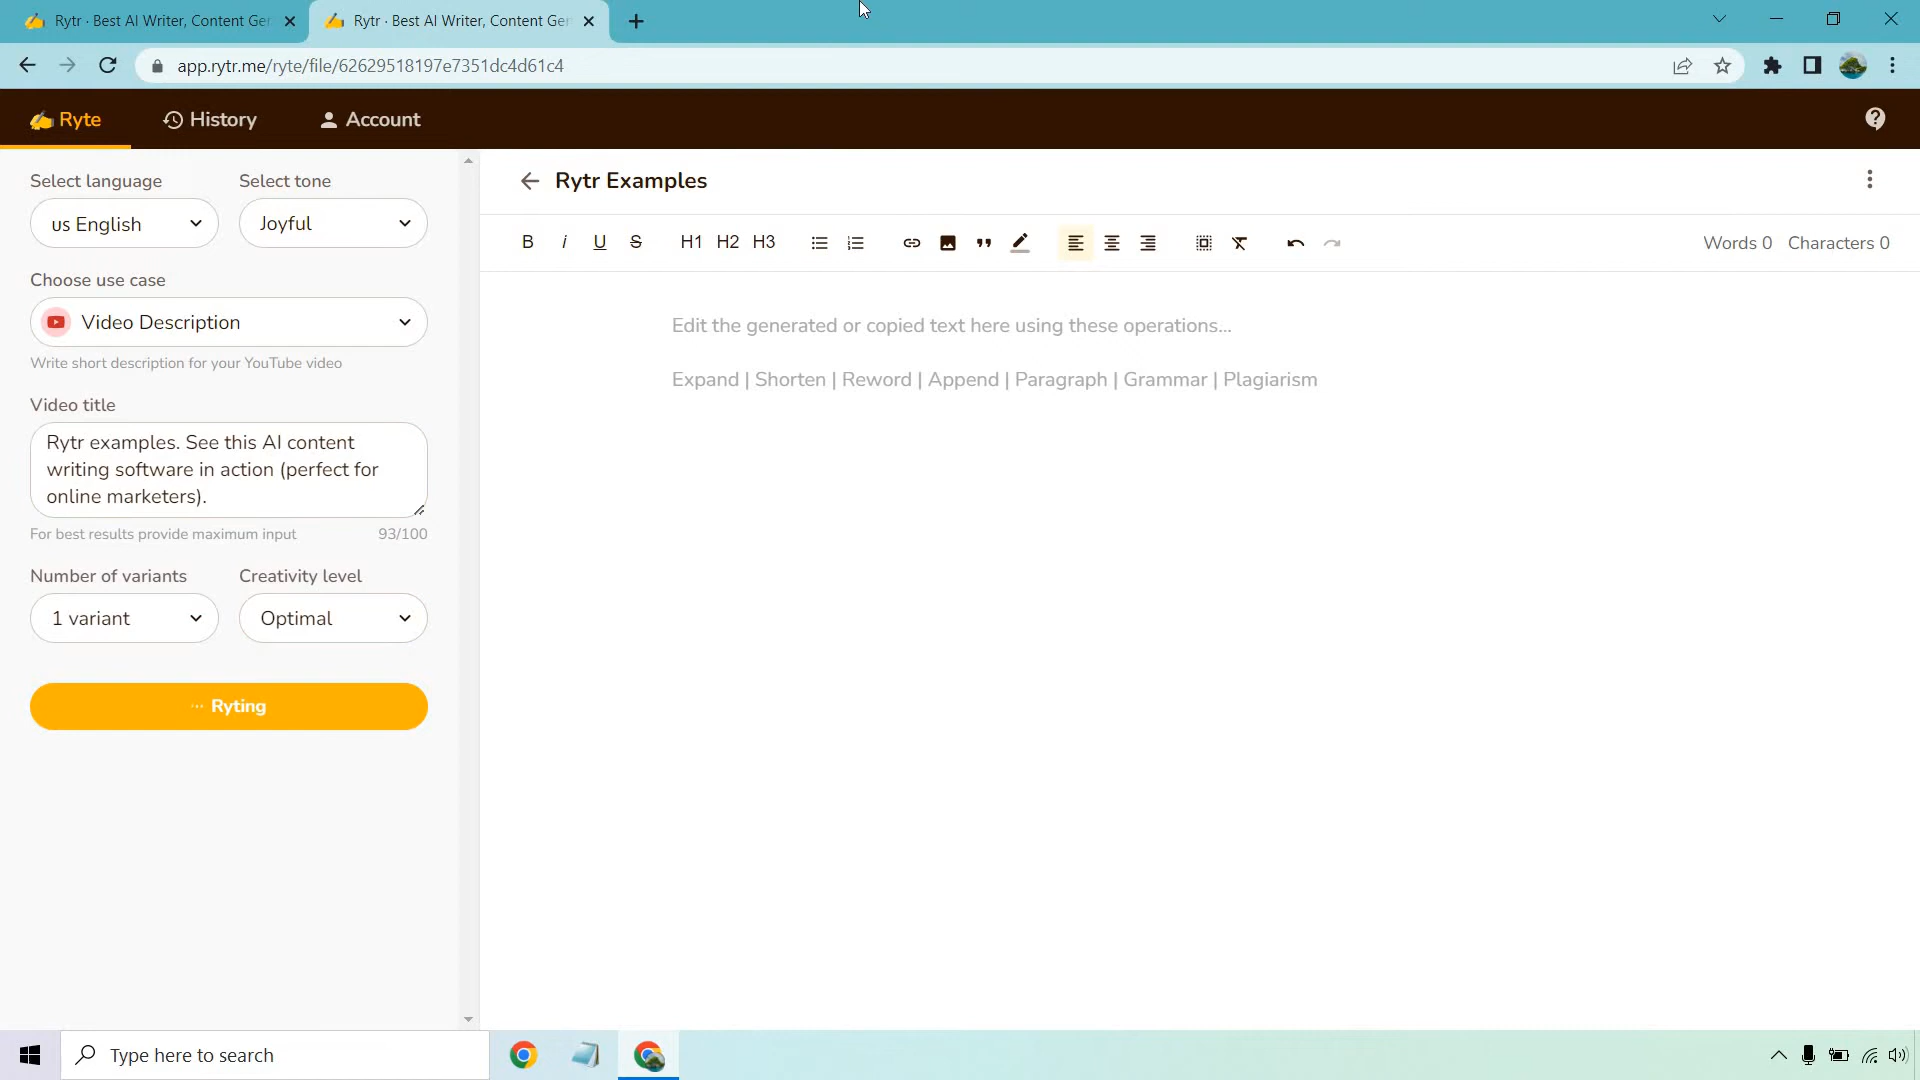 Rytr · Best AI Writer, Content Ger
Rytr · Best AI Writer, Content Ger
app.rytr.me/ryte/file/62629518197e7351dc4d61c4
Ryte
History
Account
Select language
Select tone
us English
Joyful
Choose use case
Video Description
Write short description for your YouTube video
Video title
Rytr examples. See this AI content
writing software in action (perfect for
online marketers).
For best results provide maximum input
93/100
Number of variants
Creativity level
1 variant
Optimal
··· Ryting
Rytr Examples
B i U S H1 H2 H3
Words 0 Characters 0
Edit the generated or copied text here using these operations...
Expand | Shorten | Reword | Append | Paragraph | Grammar | Plagiarism
Type here to search